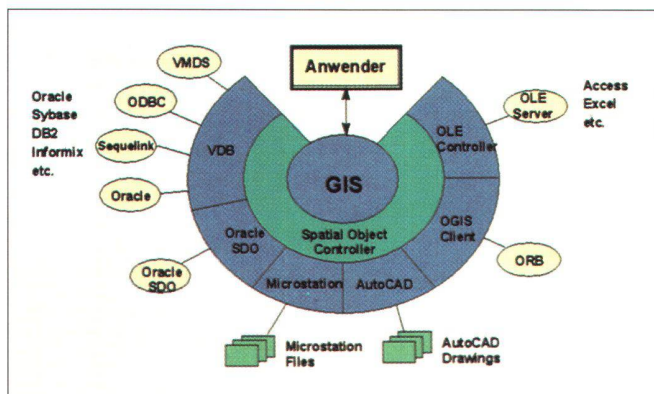 VMDS
Anwender
Oracle
Sybase
DB2
Informix
etc.
ODBC
Sequelink
Oracle
Oracle
SDO
VDB
Oracle
SDO
Microstation
AutoCAD
OGIS
Client
OLE
Controller
GIS
Spatial Object
Controller
OLE
Server
Access
Excel
etc.
ORB
Microstation
Files
AutoCAD
Drawings